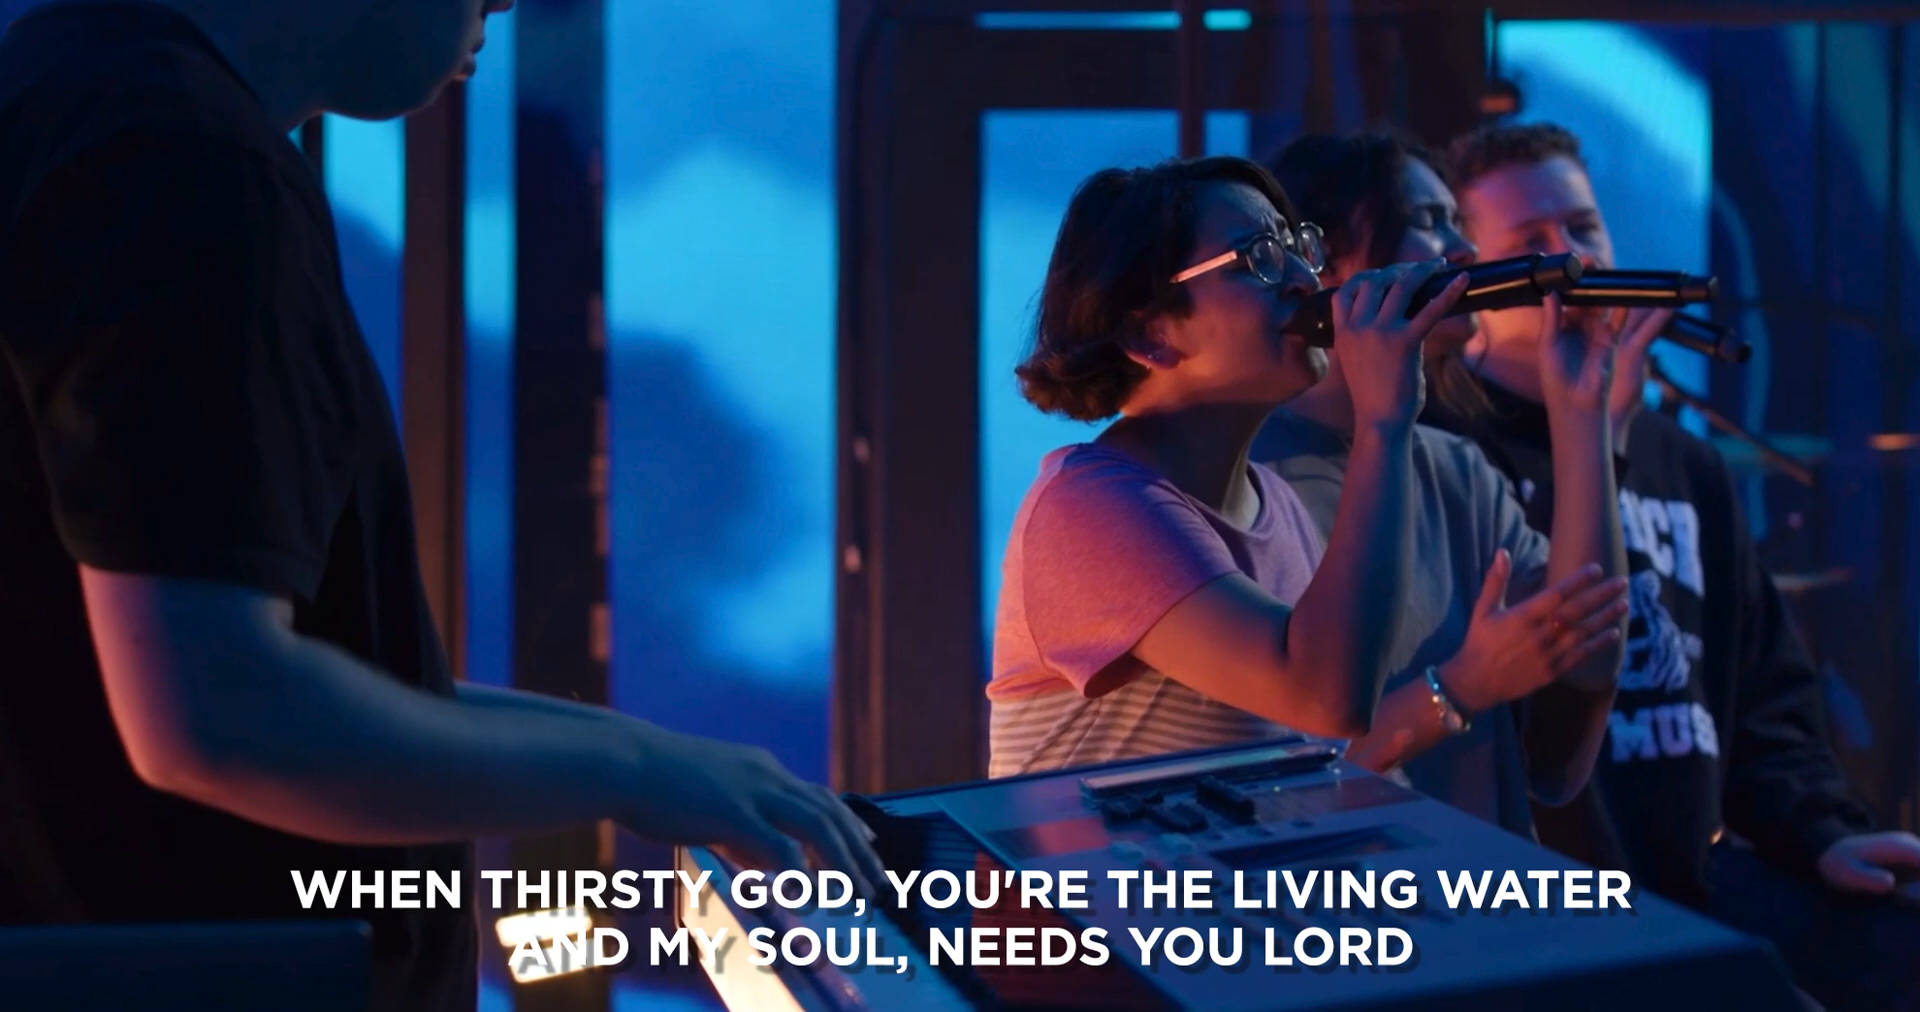 WHEN THIRSTY GOD, YOU'RE THE LIVING WATER
AND MY SOUL, NEEDS YOU LORD